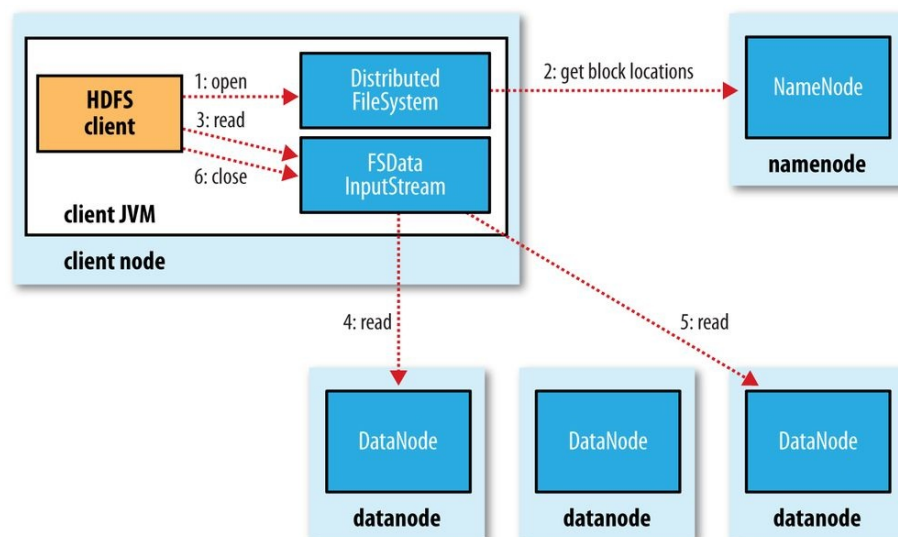 HDFS
client
1: open
3: read
6: close
Distributed
FileSystem
FSData
InputStream
client JVM
client node
2: get block locations
NameNode
namenode
4: read
5: read
DataNode
datanode
DataNode
datanode
DataNode
datanode